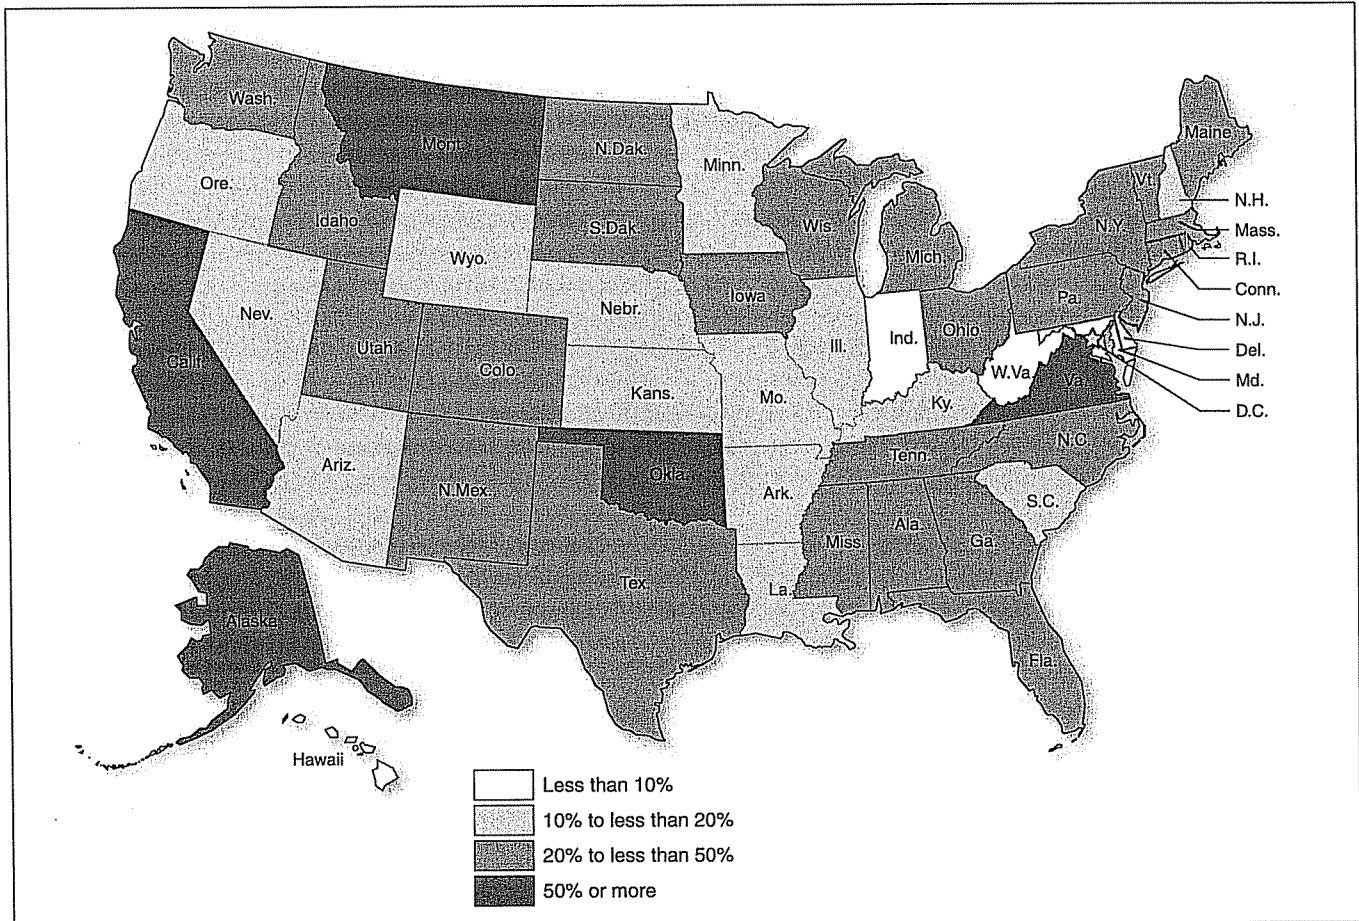 Wash.
Mont.
N.Dak.
Minn.
Maine
Ore.
Idaho
S.Dak.
Wis.
Mich.
Vt.
N.Y.
N.H.
Mass.
R.I.
Conn.
N.J.
Del.
Md.
D.C.
Wyo.
Nebr.
Iowa
Pa.
Nev.
Utah
Colo.
Kans.
Ill.
Ind.
Ohio
W.Va.
Va.
Calif.
Mo.
Ky.
Ariz.
N.Mex.
Okla.
Ark.
Tenn.
N.C.
S.C.
Tex.
La.
Miss.
Ala.
Ga.
Fla.
Alaska
Hawaii
Less than 10%
10% to less than 20%
20% to less than 50%
50% or more